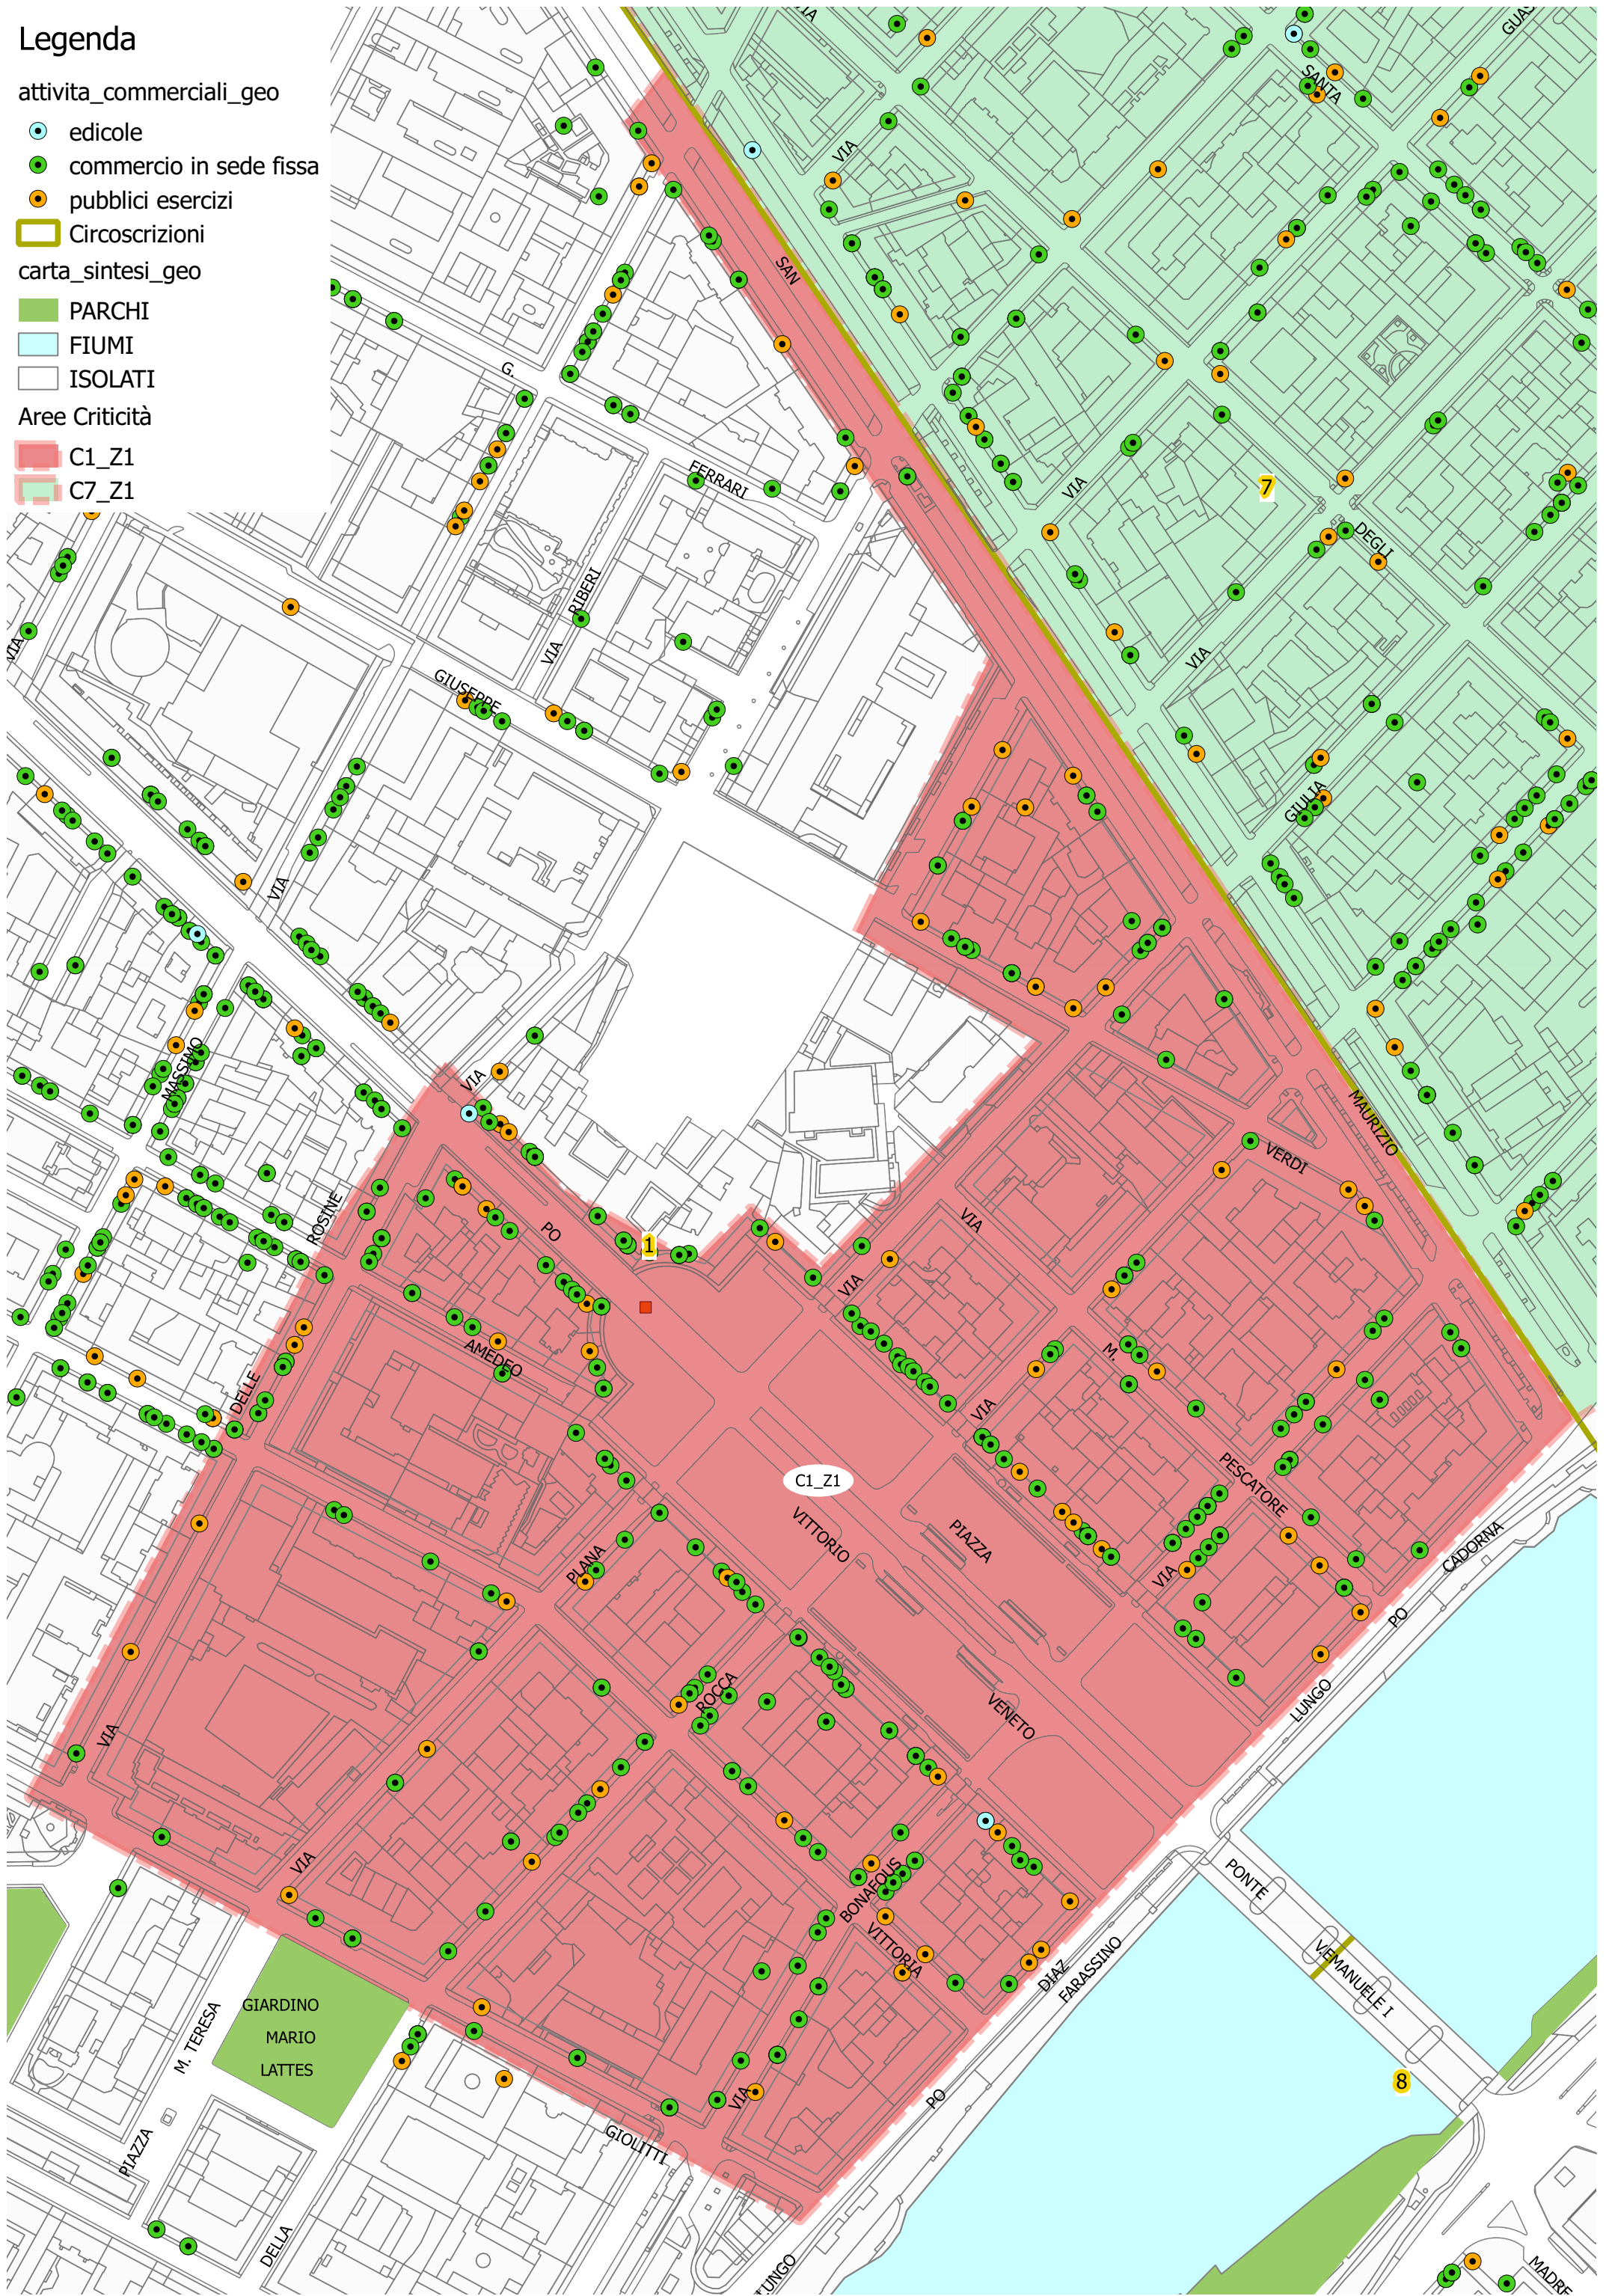 Legenda
attivita_commerciali_geo
edicole
commercio in sede fissa
pubblici esercizi
Circoscrizioni
carta_sintesi_geo
PARCHI
FIUMI
ISOLATI
Aree Criticità
C1_Z1
C7_Z1
SANTA
VIA
SAN
G.
FERRARI
VIA
7
DEGLI
RIBERI
VIA
VIA
VIA
GIUSEPPE
GIULIA
VIA
MASSIMO
VIA
MAURIZIO
VERDI
ROSINE
PO
VIA
1
VIA
M.
AMEDEO
DELLE
VIA
PESCATORE
C1_Z1
VITTORIO
PIAZZA
CADORNA
PLANA
VIA
PO
ROCCA
LUNGO
VENETO
VIA
VIA
BONAFOUS
PONTE
VITTORIA
V.EMANUELE I
DIAZ
FARASSINO
GIARDINO
MARIO
LATTES
M. TERESA
8
VIA
PO
PIAZZA
GIOLITTI
DELLA
LUNGO
MADRE